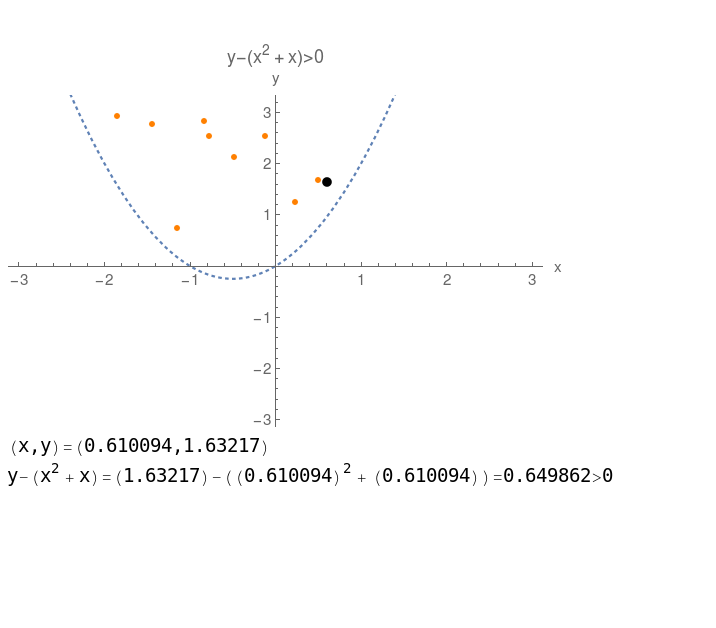 y−(x² + x)>0
y
3
2
1
−3 −2 −1 1 2 3 x
−1
−2
−3
(x,y) = (0.610094,1.63217)
y− (x² + x) = (1.63217) − ( (0.610094)² + (0.610094) ) =0.649862>0